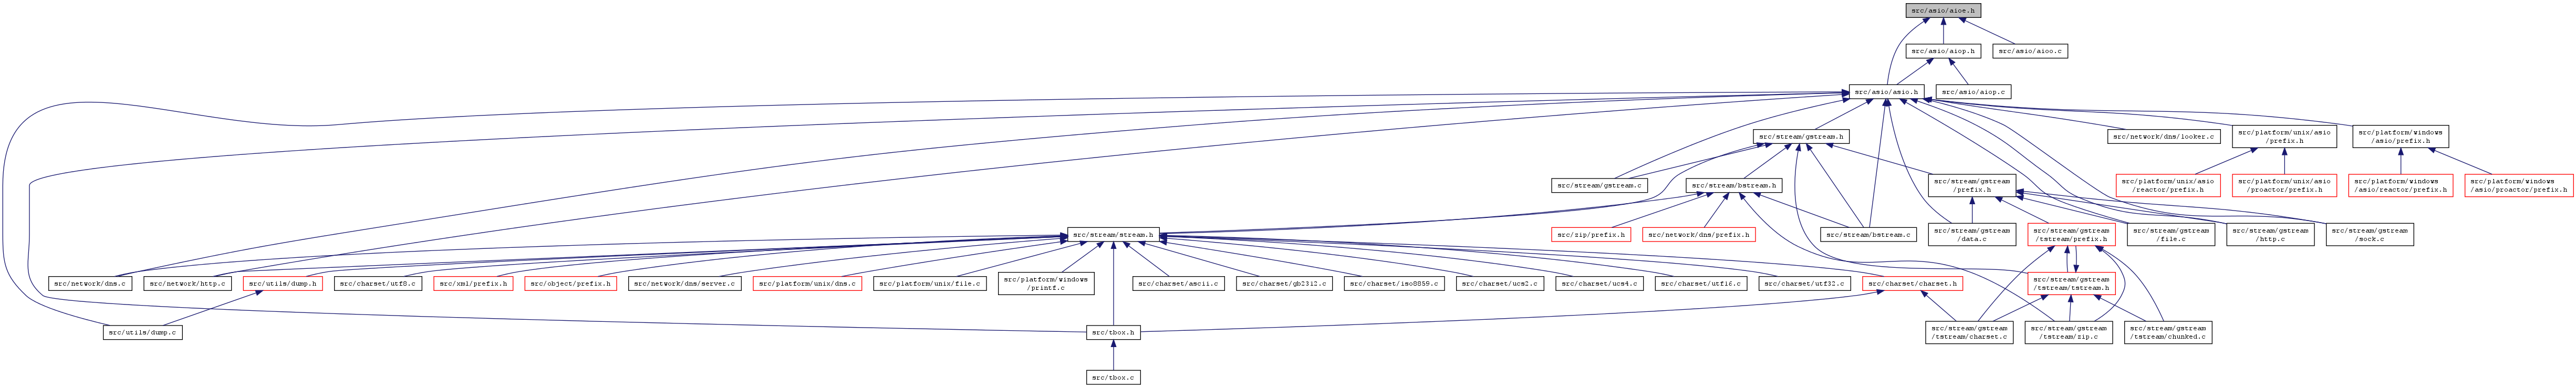 src/asio/aioe.h
src/asio/aiop.h
src/asio/aioo.c
src/asio/asio.h
src/asio/aiop.c
src/stream/gstream.h
src/network/dns/looker.c
src/platform/unix/asio
/prefix.h
src/platform/windows
/asio/prefix.h
src/stream/gstream.c
src/stream/bstream.h
src/stream/gstream
/prefix.h
src/platform/unix/asio
/reactor/prefix.h
src/platform/unix/asio
/proactor/prefix.h
src/platform/windows
/asio/reactor/prefix.h
src/platform/windows
/asio/proactor/prefix.h
src/stream/stream.h
src/zip/prefix.h
src/network/dns/prefix.h
src/stream/bstream.c
src/stream/gstream
/data.c
src/stream/gstream
/tstream/prefix.h
src/stream/gstream
/file.c
src/stream/gstream
/http.c
src/stream/gstream
/sock.c
src/network/dns.c
src/network/http.c
src/utils/dump.h
src/charset/utf8.c
src/xml/prefix.h
src/object/prefix.h
src/network/dns/server.c
src/platform/unix/dns.c
src/platform/unix/file.c
src/platform/windows
/printf.c
src/charset/ascii.c
src/charset/gb2312.c
src/charset/iso8859.c
src/charset/ucs2.c
src/charset/ucs4.c
src/charset/utf16.c
src/charset/utf32.c
src/charset/charset.h
src/stream/gstream
/tstream/tstream.h
src/utils/dump.c
src/tbox.h
src/stream/gstream
/tstream/charset.c
src/stream/gstream
/tstream/zip.c
src/stream/gstream
/tstream/chunked.c
src/tbox.c